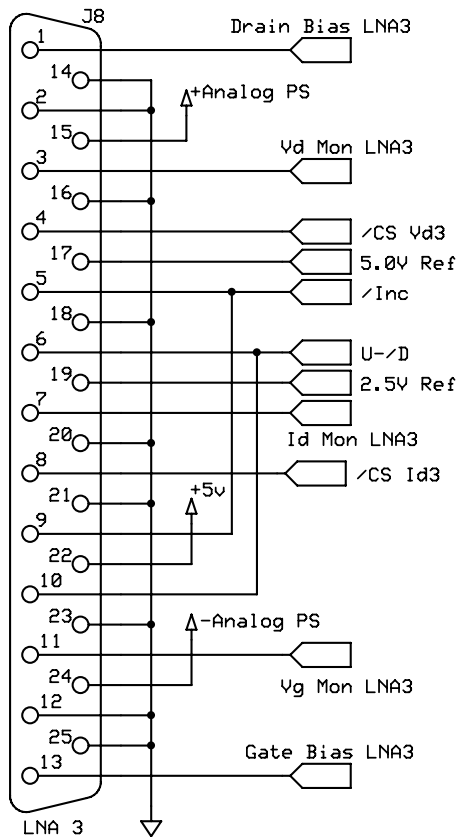 J8
Drain Bias LNA3
1
14
2
+Analog PS
15
3
Vd Mon LNA3
16
4
/CS Vd3
17
5.0V Ref
5
/Inc
18
6
U-/D
19
2.5V Ref
7
20
Id Mon LNA3
8
/CS Id3
21
+5v
9
22
10
23
-Analog PS
11
24
Vg Mon LNA3
12
25
Gate Bias LNA3
13
LNA 3